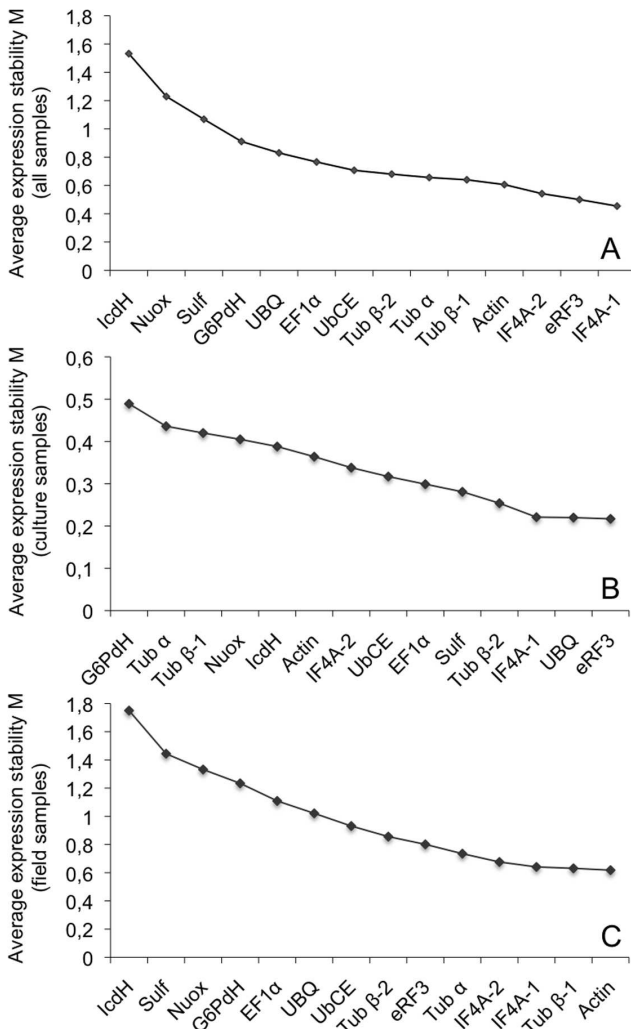 Average expression stability M
(all samples)
1,8
1,6
1,4
1,2
1
0,8
0,6
0,4
0,2
0
A
IcdH
Nuox
Sulf
G6PdH
UBQ
EF1α
UbCE
Tub β-2
Tub α
Tub β-1
Actin
IF4A-2
eRF3
IF4A-1
Average expression stability M
(culture samples)
0,6
0,5
0,4
0,3
0,2
0,1
0
B
G6PdH
Tub α
Tub β-1
Nuox
IcdH
Actin
IF4A-2
UbCE
EF1α
Sulf
Tub β-2
IF4A-1
UBQ
eRF3
Average expression stability M
(field samples)
1,8
1,6
1,4
1,2
1
0,8
0,6
0,4
0,2
0
C
IcdH
Sulf
Nuox
G6PdH
EF1α
UBQ
UbCE
Tub β-2
eRF3
Tub α
IF4A-2
IF4A-1
Tub β-1
Actin